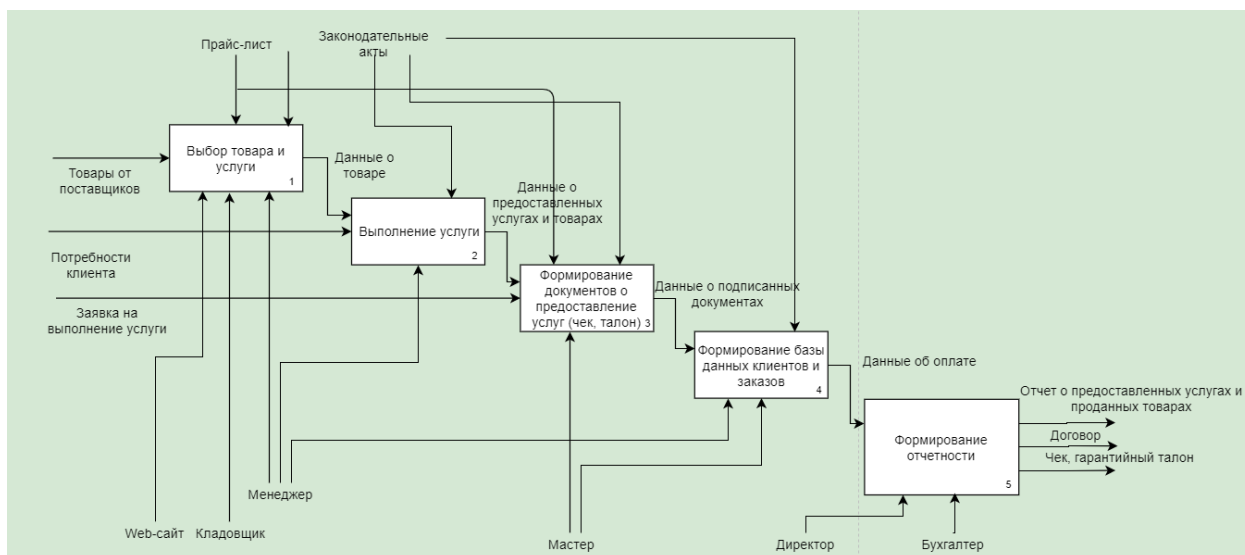 Прайс-лист
Законодательные
акты
Выбор товара и
услуги
1
Товары от
поставщиков
Данные о
товаре
Данные о
предоставленных
услугах и товарах
Выполнение услуги
2
Потребности
клиента
Формирование
документов о
предоставление
услуг (чек, талон) 3
Данные о подписанных
документах
Заявка на
выполнение услуги
Формирование базы
данных клиентов и
заказов
4
Данные об оплате
Отчет о предоставленных услугах и
проданных товарах
Договор
Чек, гарантийный талон
Формирование
отчетности
5
Менеджер
Web-сайт
Кладовщик
Мастер
Директор
Бухгалтер